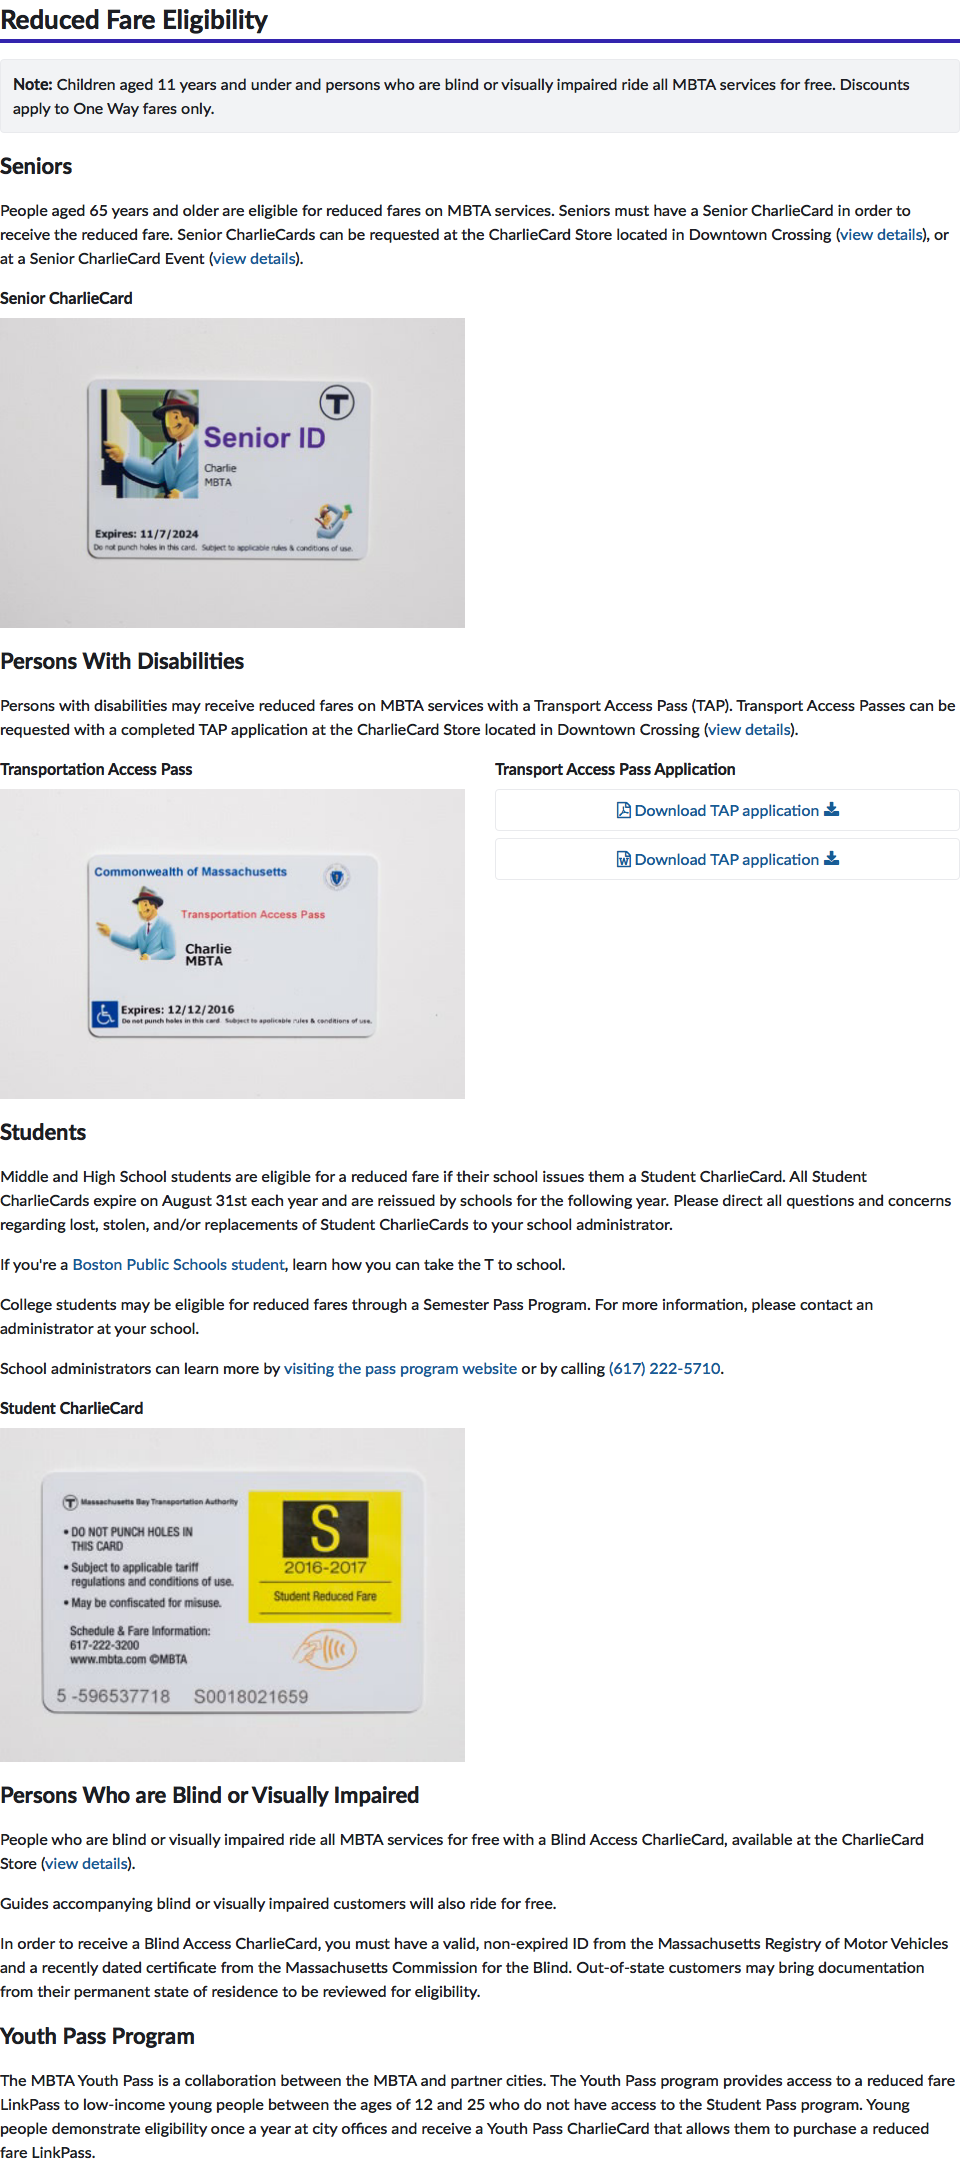 Reduced Fare Eligibility
Note: Children aged 11 years and under and persons who are blind or visually impaired ride all MBTA services for free. Discounts
apply to One Way fares only.
Seniors
People aged 65 years and older are eligible for reduced fares on MBTA services. Seniors must have a Senior CharlieCard in order to
receive the reduced fare. Senior CharlieCards can be requested at the CharlieCard Store located in Downtown Crossing (view details), or
at a Senior CharlieCard Event (view details).
Senior CharlieCard
T
Senior ID
Charlie
MBTA
Expires: 11/7/2024
Do not punch holes in this card. Subject to applicable rules & conditions of use.
Persons With Disabilities
Persons with disabilities may receive reduced fares on MBTA services with a Transport Access Pass (TAP). Transport Access Passes can be
requested with a completed TAP application at the CharlieCard Store located in Downtown Crossing (view details).
Transportation Access Pass
Commonwealth of Massachusetts
Transportation Access Pass
Charlie
MBTA
Expires: 12/12/2016
Do not punch holes in this card. Subject to applicable rules & conditions of use.
Transport Access Pass Application
Download TAP application
Download TAP application
Students
Middle and High School students are eligible for a reduced fare if their school issues them a Student CharlieCard. All Student
CharlieCards expire on August 31st each year and are reissued by schools for the following year. Please direct all questions and concerns
regarding lost, stolen, and/or replacements of Student CharlieCards to your school administrator.
If you're a Boston Public Schools student, learn how you can take the T to school.
College students may be eligible for reduced fares through a Semester Pass Program. For more information, please contact an
administrator at your school.
School administrators can learn more by visiting the pass program website or by calling (617) 222-5710.
Student CharlieCard
T Massachusetts Bay Transportation Authority
• DO NOT PUNCH HOLES IN
THIS CARD
• Subject to applicable tariff
regulations and conditions of use.
• May be confiscated for misuse.
Schedule & Fare Information:
617-222-3200
www.mbta.com ©MBTA
S
2016-2017
Student Reduced Fare
5 -596537718 S0018021659
Persons Who are Blind or Visually Impaired
People who are blind or visually impaired ride all MBTA services for free with a Blind Access CharlieCard, available at the CharlieCard
Store (view details).
Guides accompanying blind or visually impaired customers will also ride for free.
In order to receive a Blind Access CharlieCard, you must have a valid, non-expired ID from the Massachusetts Registry of Motor Vehicles
and a recently dated certificate from the Massachusetts Commission for the Blind. Out-of-state customers may bring documentation
from their permanent state of residence to be reviewed for eligibility.
Youth Pass Program
The MBTA Youth Pass is a collaboration between the MBTA and partner cities. The Youth Pass program provides access to a reduced fare
LinkPass to low-income young people between the ages of 12 and 25 who do not have access to the Student Pass program. Young
people demonstrate eligibility once a year at city offices and receive a Youth Pass CharlieCard that allows them to purchase a reduced
fare LinkPass.